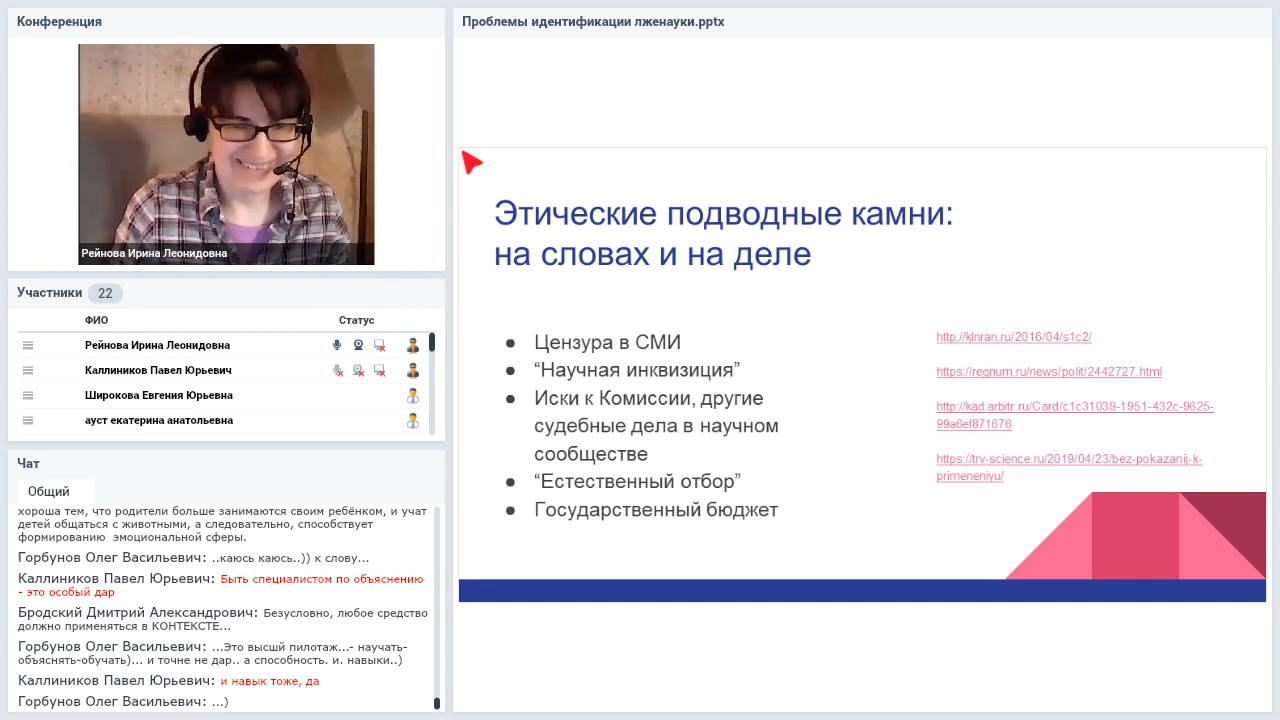 Конференция
Рейнова Ирина Леонидовна
Участники 22
ФИО Статус
Рейнова Ирина Леонидовна
Каллиников Павел Юрьевич
Широкова Евгения Юрьевна
ауст екатерина анатольевна
Чат
Общий
хороша тем, что родители больше занимаются своим ребёнком, и учат
детей общаться с животными, а следовательно, способствует
формированию эмоциональной сферы.
Горбунов Олег Васильевич: ..каюсь каюсь..)) к слову...
Каллиников Павел Юрьевич: Быть специалистом по объяснению
- это особый дар
Бродский Дмитрий Александрович: Безусловно, любое средство
должно применяться в КОНТЕКСТЕ...
Горбунов Олег Васильевич: ...Это высшй пилотаж...- научать-
объяснять-обучать)... и точне не дар.. а способность. и. навыки..)
Каллиников Павел Юрьевич: и навык тоже, да
Горбунов Олег Васильевич: ...)
Проблемы идентификации лженауки.pptx
Этические подводные камни:
на словах и на деле
● Цензура в СМИ
● “Научная инквизиция”
● Иски к Комиссии, другие
судебные дела в научном
сообществе
● “Естественный отбор”
● Государственный бюджет
http://klnran.ru/2016/04/s1c2/
https://regnum.ru/news/polit/2442727.html
http://kad.arbitr.ru/Card/c1c31039-1951-432c-9625-
99a6ef871676
https://trv-science.ru/2019/04/23/bez-pokazanij-k-
primeneniyu/